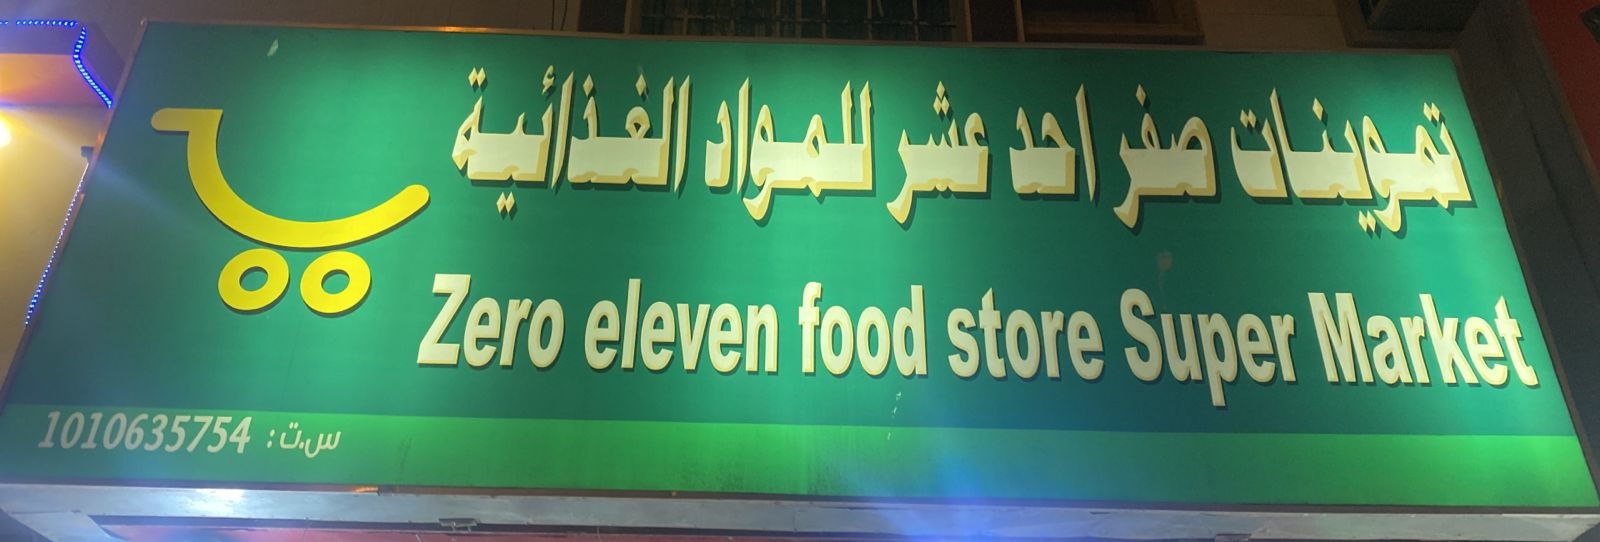 تموينات صفر احد عشر للمواد الغذائية
Zero eleven food store Super Market
س.ت: 1010635754